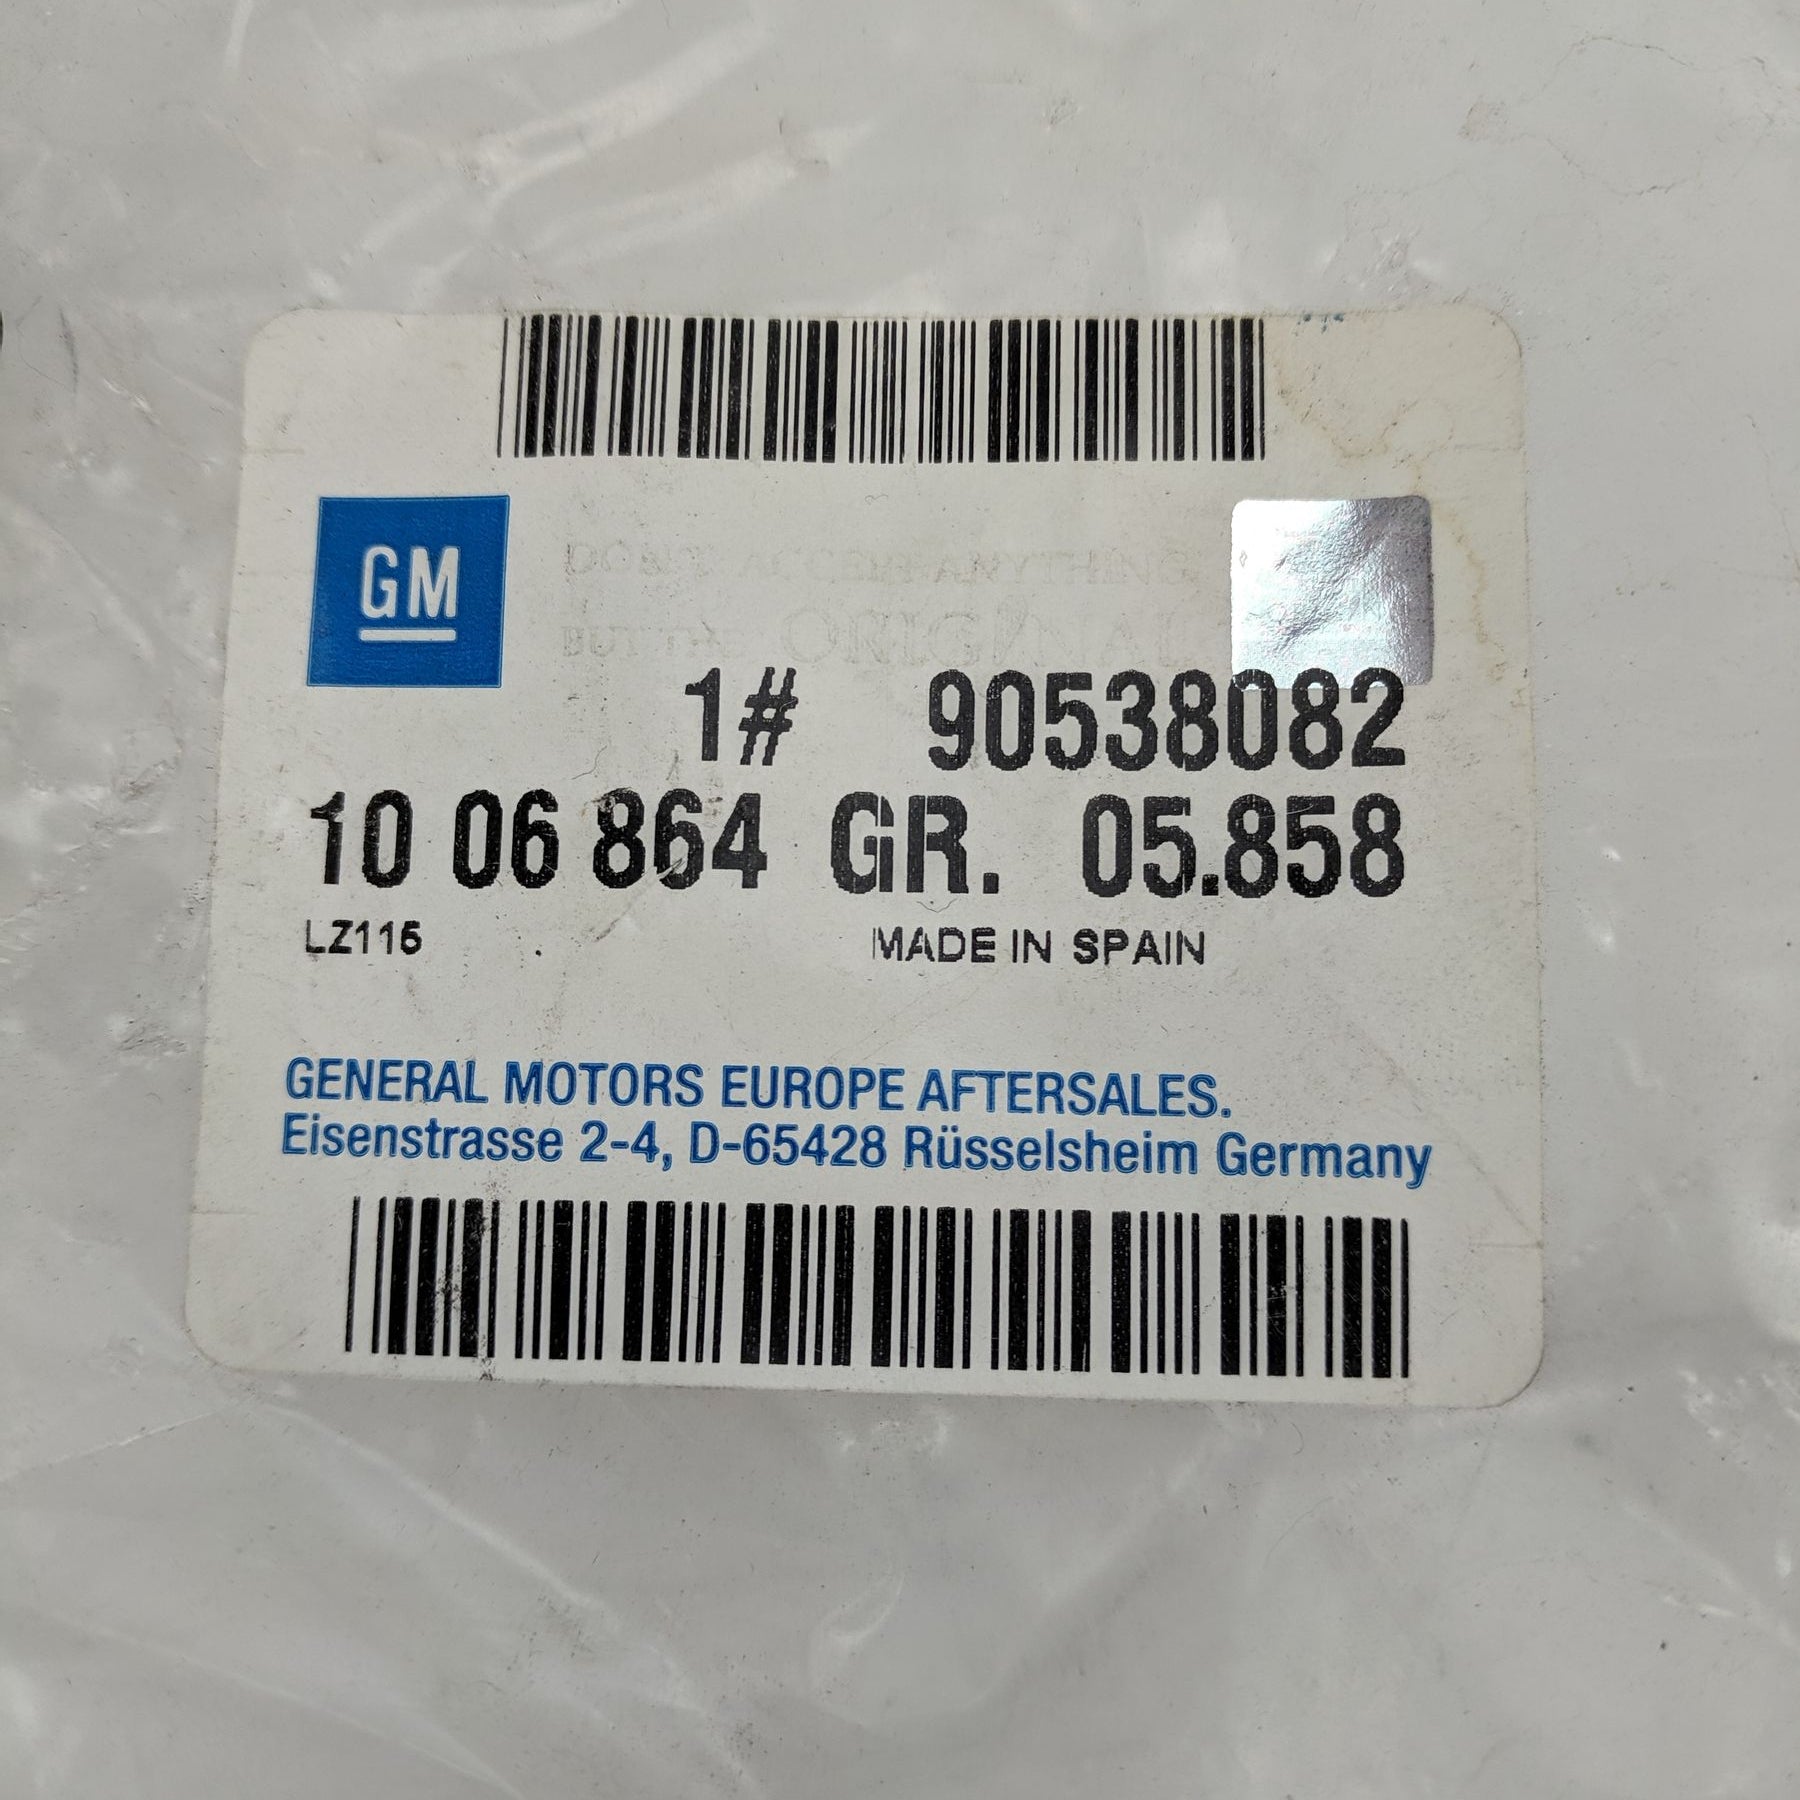 GM
1# 90538082
10 06 864 GR. 05.858
LZ115 . MADE IN SPAIN
GENERAL MOTORS EUROPE AFTERSALES.
Eisenstrasse 2-4, D-65428 Rüsselsheim Germany